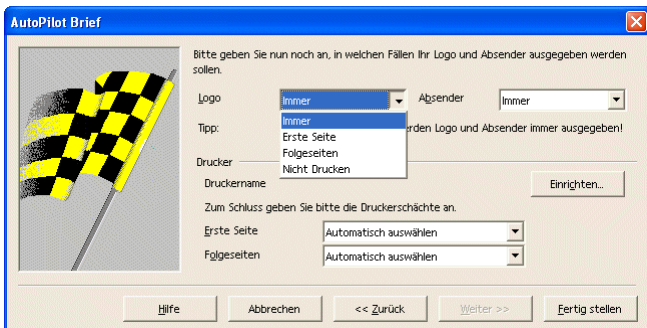 AutoPilot Brief
Bitte geben Sie nun noch an, in welchen Fällen Ihr Logo und Absender ausgegeben werden
sollen.
Logo Immer Absender Immer
Immer
Erste Seite
Folgeseiten
Nicht Drucken
Tipp: rden Logo und Absender immer ausgegeben!
Drucker
Druckername Einrichten...
Zum Schluss geben Sie bitte die Druckerschächte an.
Erste Seite Automatisch auswählen
Folgeseiten Automatisch auswählen
Hilfe Abbrechen << Zurück Weiter >> Fertig stellen